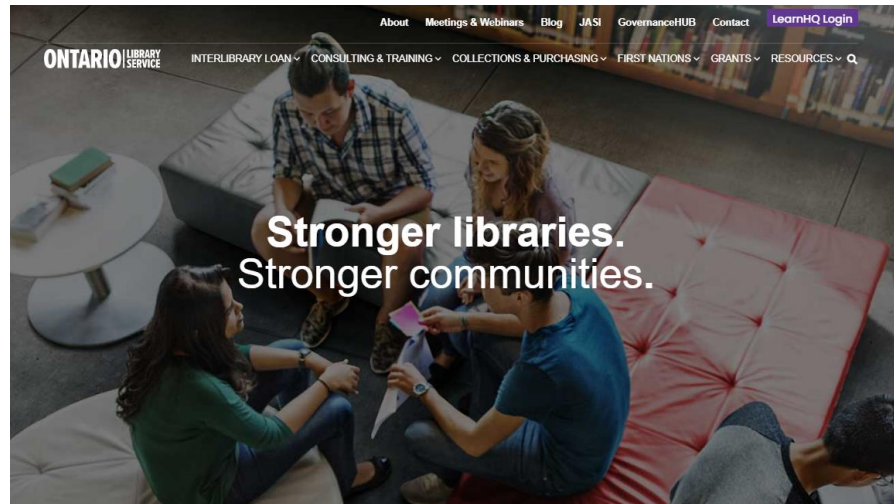 About Meetings & Webinars Blog JASI GovernanceHUB Contact LearnHQ Login
ONTARIO LIBRARY SERVICE
INTERLIBRARY LOAN CONSULTING & TRAINING COLLECTIONS & PURCHASING FIRST NATIONS GRANTS RESOURCES
Stronger libraries.
Stronger communities.